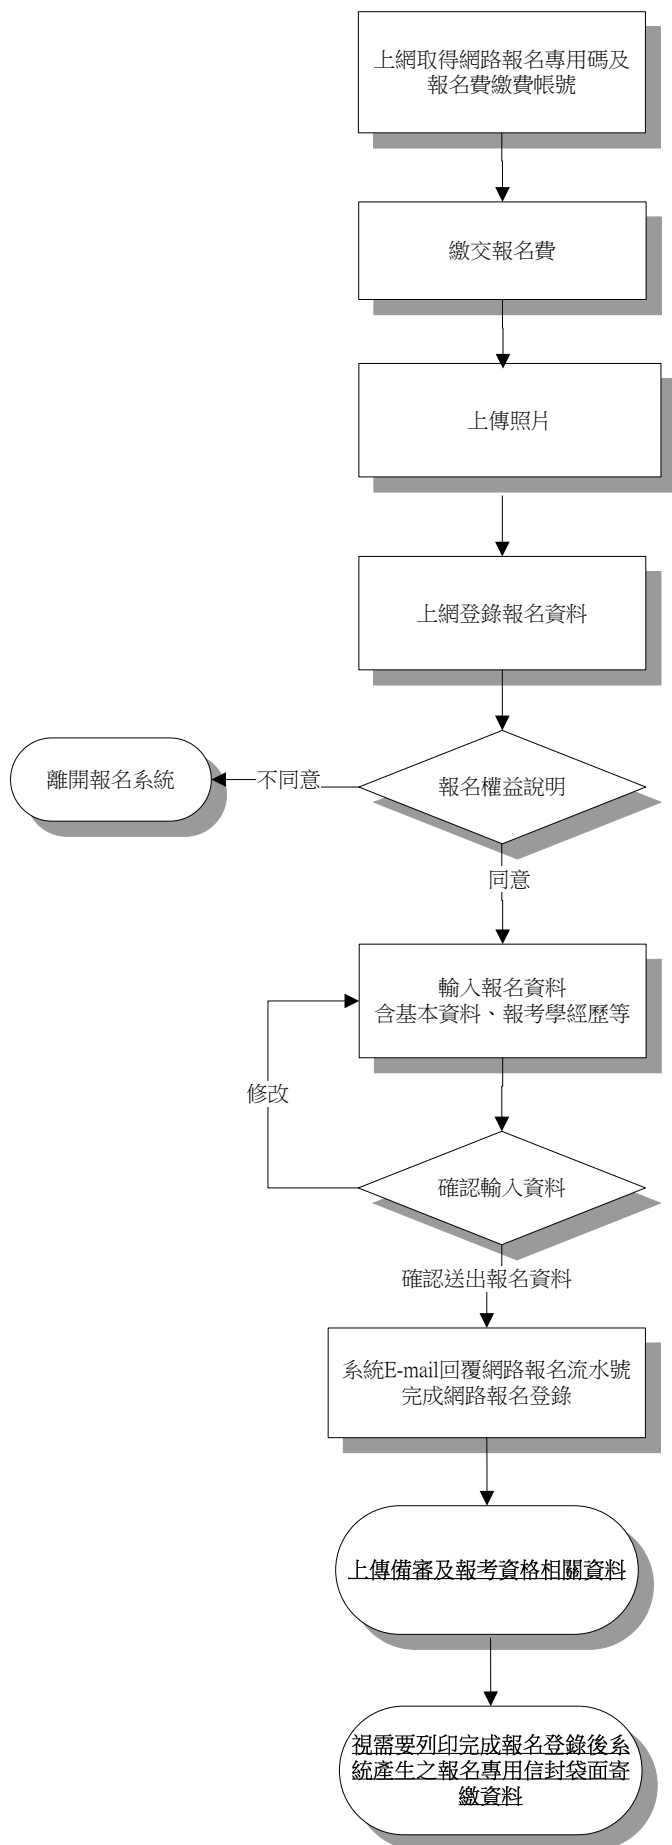 上網取得網路報名專用碼及
報名費繳費帳號
繳交報名費
上傳照片
上網登錄報名資料
離開報名系統
不同意
報名權益說明
同意
輸入報名資料
含基本資料、報考學經歷等
修改
確認輸入資料
確認送出報名資料
系統E-mail回覆網路報名流水號
完成網路報名登錄
上傳備審及報考資格相關資料
視需要列印完成報名登錄後系
統產生之報名專用信封袋面寄
繳資料